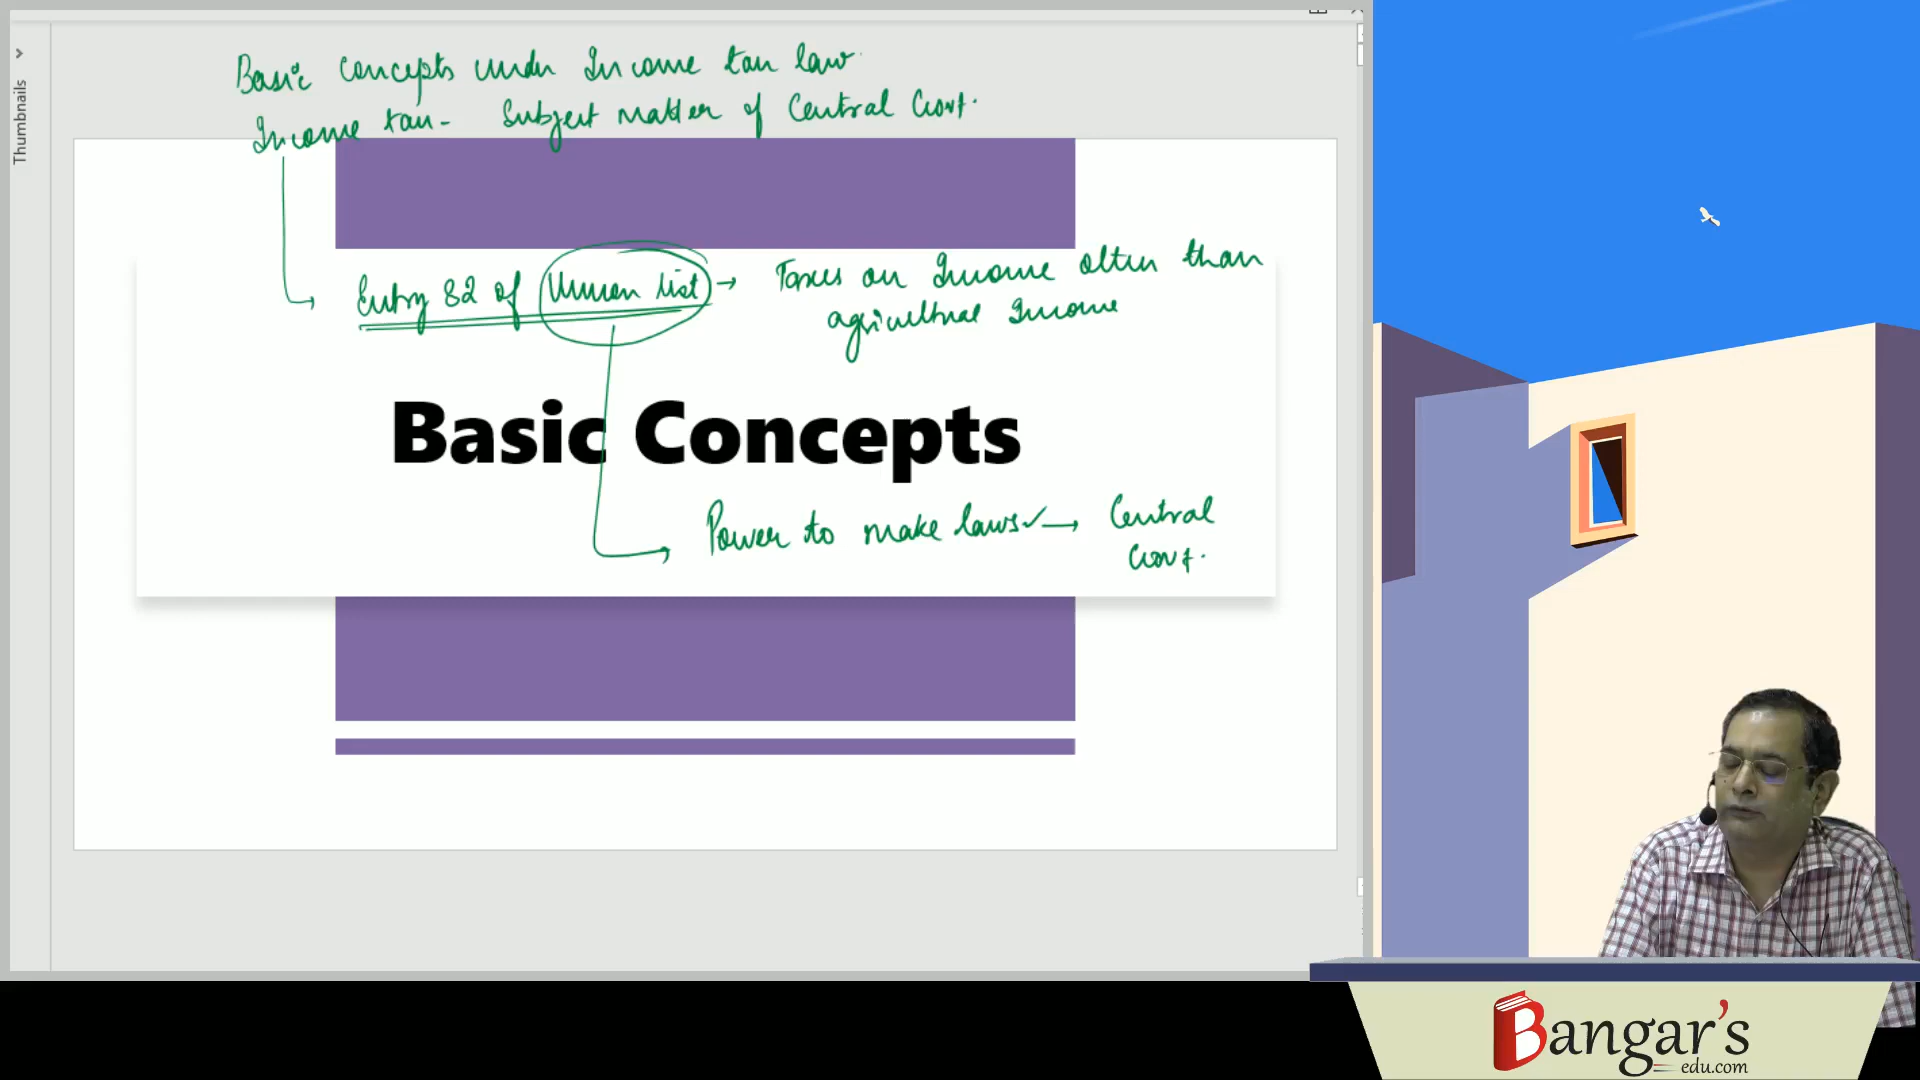 Thumbnails
Basic concepts under Income tax law.
Income tax - Subject matter of Central Govt.
Entry 82 of Union list → Taxes on Income other than
agricultural Income
Basic Concepts
Power to make laws ✓ → Central
Govt.
Bangar's
edu.com